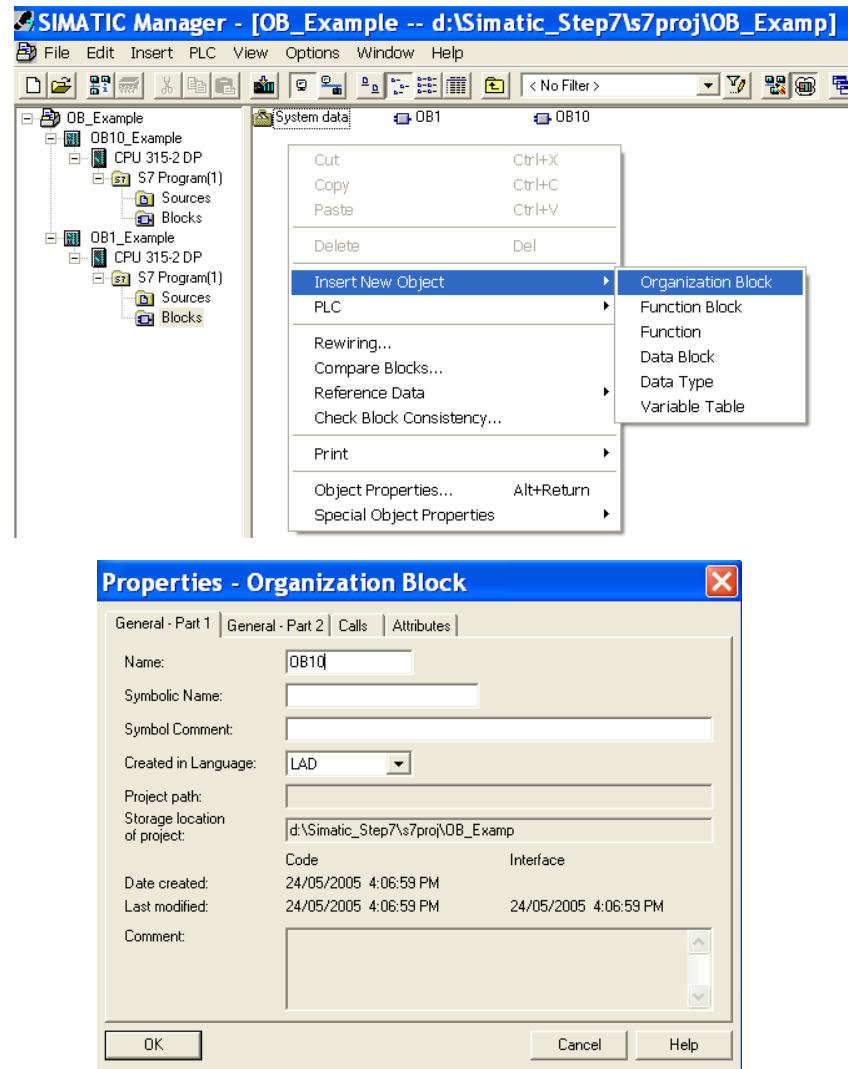 SIMATIC Manager - [OB_Example -- d:\Simatic_Step7\s7proj\OB_Examp]
File Edit Insert PLC View Options Window Help
< No Filter >
OB_Example
OB10_Example
CPU 315-2 DP
S7 Program(1)
Sources
Blocks
OB1_Example
CPU 315-2 DP
S7 Program(1)
Sources
Blocks
System data OB1 OB10
Cut Ctrl+X
Copy Ctrl+C
Paste Ctrl+V
Delete Del
Insert New Object
PLC
Rewiring...
Compare Blocks...
Reference Data
Check Block Consistency...
Print
Object Properties... Alt+Return
Special Object Properties
Organization Block
Function Block
Function
Data Block
Data Type
Variable Table
Properties - Organization Block
General - Part 1 General - Part 2 Calls Attributes
Name: OB10
Symbolic Name:
Symbol Comment:
Created in Language: LAD
Project path:
Storage location
of project: d:\Simatic_Step7\s7proj\OB_Examp
Code Interface
Date created: 24/05/2005 4:06:59 PM
Last modified: 24/05/2005 4:06:59 PM 24/05/2005 4:06:59 PM
Comment:
OK Cancel Help